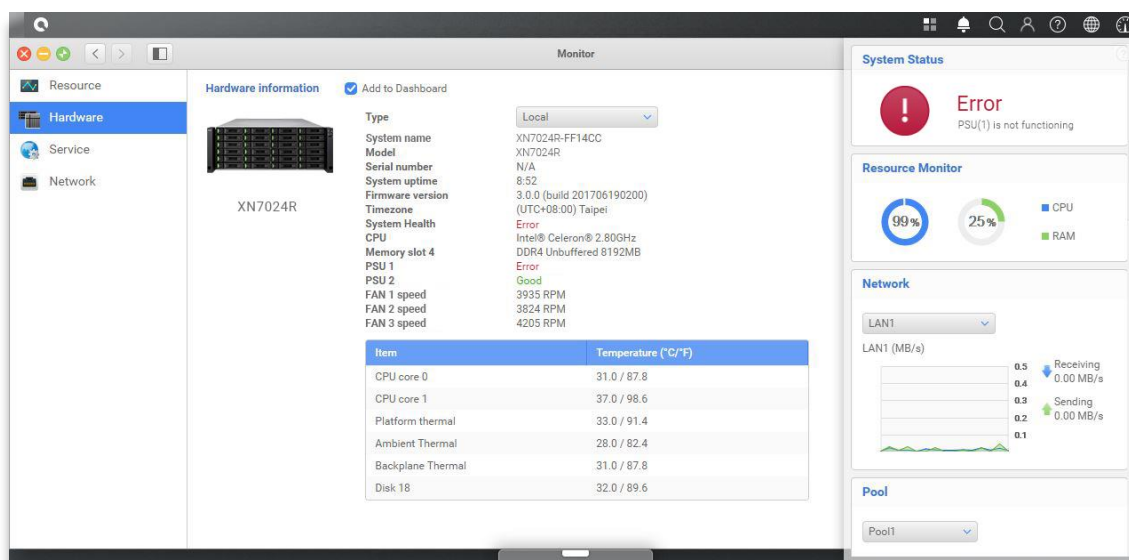 Monitor
Resource
Hardware
Service
Network
Hardware information
Add to Dashboard
XN7024R
Type Local
System name XN7024R-FF14CC
Model XN7024R
Serial number N/A
System uptime 8:52
Firmware version 3.0.0 (build 201706190200)
Timezone (UTC+08:00) Taipei
System Health Error
CPU Intel® Celeron® 2.80GHz
Memory slot 4 DDR4 Unbuffered 8192MB
PSU 1 Error
PSU 2 Good
FAN 1 speed 3935 RPM
FAN 2 speed 3824 RPM
FAN 3 speed 4205 RPM
Item Temperature (°C/°F)
CPU core 0 31.0 / 87.8
CPU core 1 37.0 / 98.6
Platform thermal 33.0 / 91.4
Ambient Thermal 28.0 / 82.4
Backplane Thermal 31.0 / 87.8
Disk 18 32.0 / 89.6
System Status
Error
PSU(1) is not functioning
Resource Monitor
99%
25%
CPU
RAM
Network
LAN1
LAN1 (MB/s)
0.5
0.4
0.3
0.2
0.1
Receiving
0.00 MB/s
Sending
0.00 MB/s
Pool
Pool1